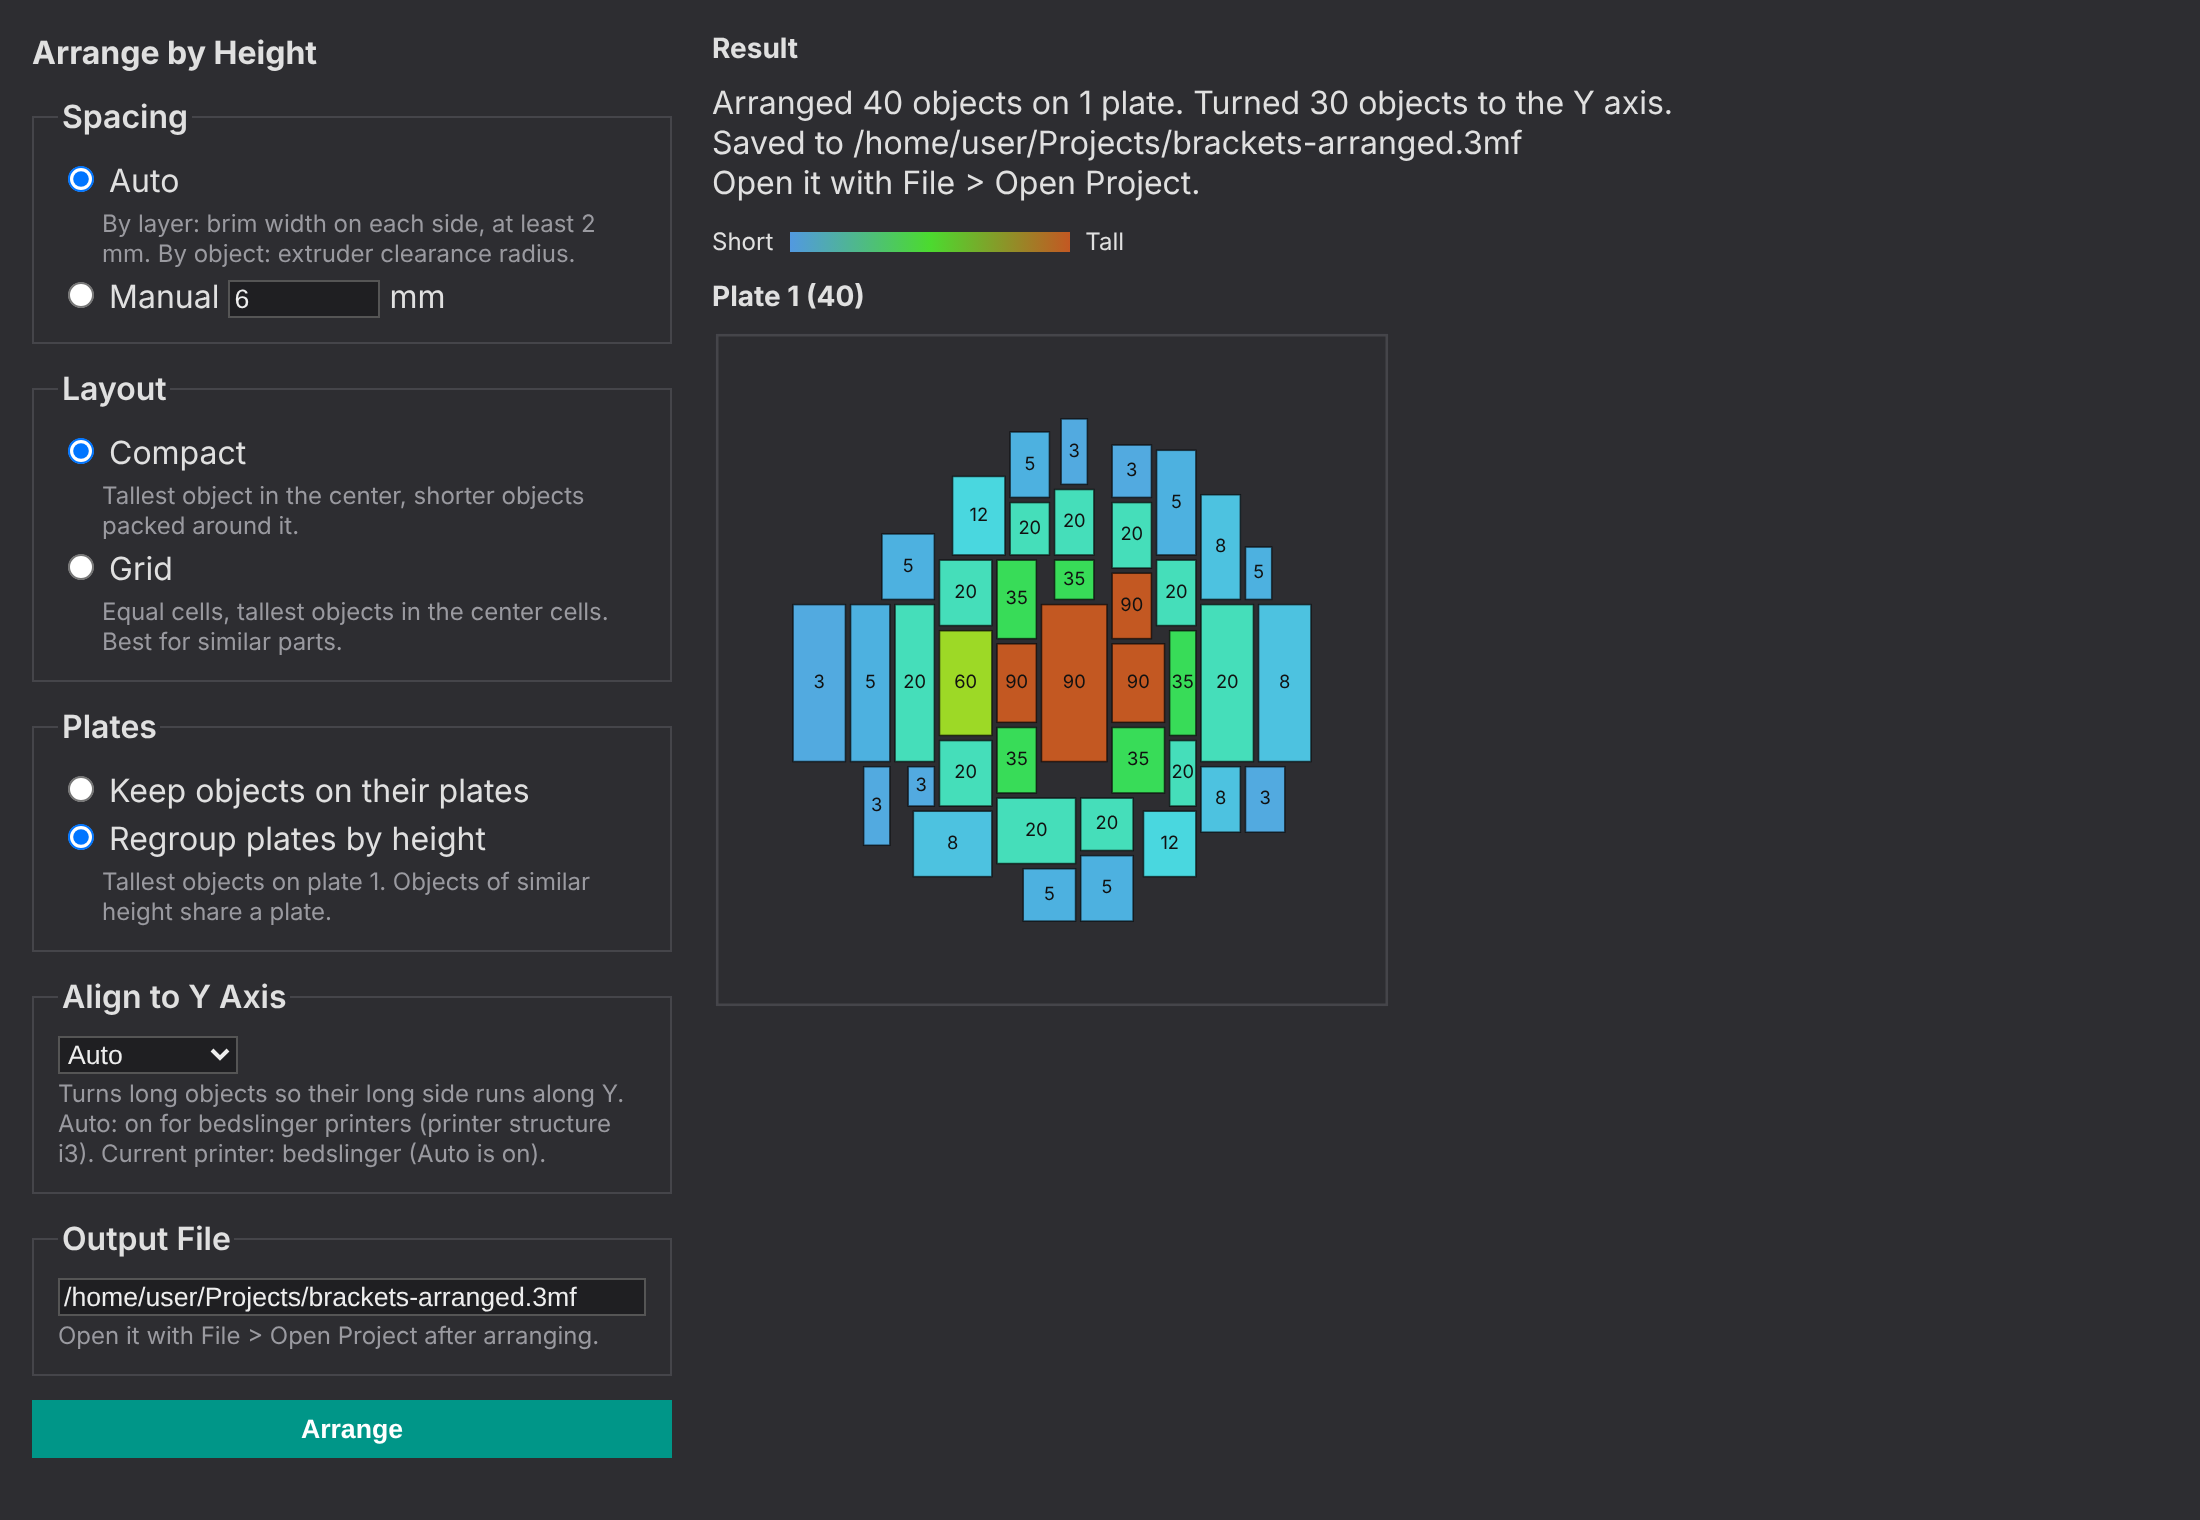 Arrange by Height
Spacing
Auto
By layer: brim width on each side, at least 2
mm. By object: extruder clearance radius.
Manual 6 mm
Layout
Compact
Tallest object in the center, shorter objects
packed around it.
Grid
Equal cells, tallest objects in the center cells.
Best for similar parts.
Plates
Keep objects on their plates
Regroup plates by height
Tallest objects on plate 1. Objects of similar
height share a plate.
Align to Y Axis
Auto
Turns long objects so their long side runs along Y.
Auto: on for bedslinger printers (printer structure
i3). Current printer: bedslinger (Auto is on).
Output File
/home/user/Projects/brackets-arranged.3mf
Open it with File > Open Project after arranging.
Arrange
Result
Arranged 40 objects on 1 plate. Turned 30 objects to the Y axis.
Saved to /home/user/Projects/brackets-arranged.3mf
Open it with File > Open Project.
Short Tall
Plate 1 (40)
3
5 3
5
12 20 20 20
8
5 5
20 35 35 90 20
3 5 20 60 90 90 90 35 20 8
35 35
20 20
3 3 8 3
8 20 20 12
5 5